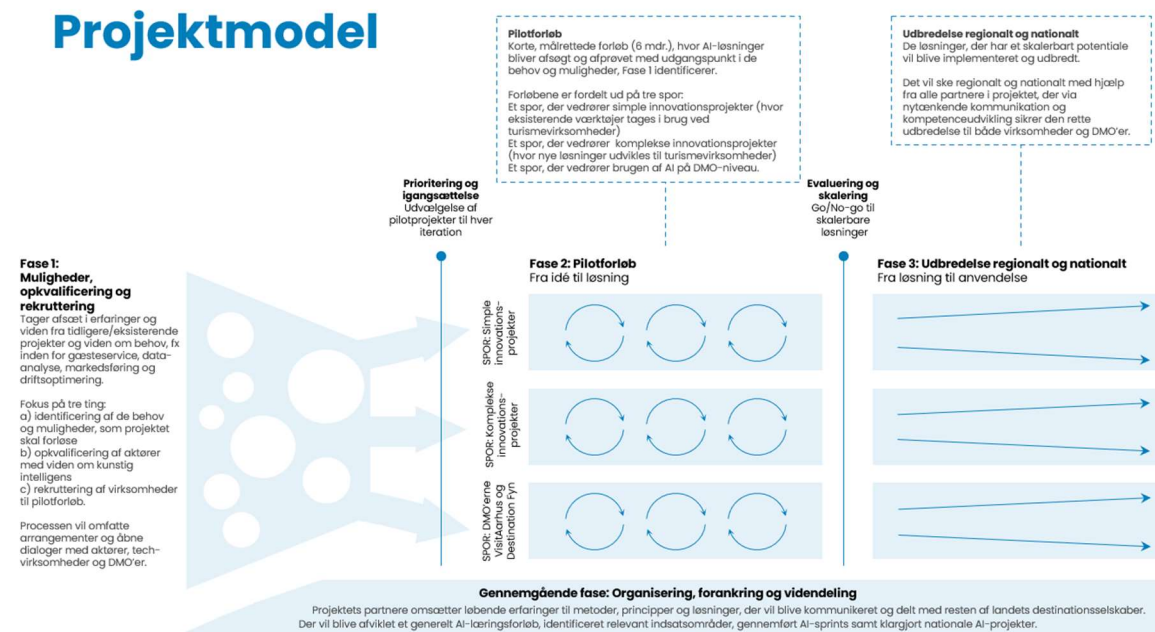 Projektmodel
Pilotforløb
Korte, målrettede forløb (6 mdr.), hvor AI-løsninger
bliver afsøgt og afprøvet med udgangspunkt i de
behov og muligheder, Fase 1 identificerer.
Forløbene er fordelt ud på tre spor:
Et spor, der vedrører simple innovationsprojekter (hvor
eksisterende værktøjer tages i brug ved
turismevirksomheder)
Et spor, der vedrører komplekse innovationsprojekter
(hvor nye løsninger udvikles til turismevirksomheder)
Et spor, der vedrører brugen af AI på DMO-niveau.
Udbredelse regionalt og nationalt
De løsninger, der har et skalerbart potentiale
vil blive implementeret og udbredt.
Det vil ske regionalt og nationalt med hjælp
fra alle partnere i projektet, der via
nytænkende kommunikation og
kompetenceudvikling sikrer den rette
udbredelse til både virksomheder og DMO'er.
Prioritering og
igangsættelse
Udvælgelse af
pilotprojekter til hver
iteration
Evaluering og
skalering
Go/No-go til
skalerbare
løsninger
Fase 1:
Muligheder,
opkvalificering og
rekruttering
Tager afsæt i erfaringer og
viden fra tidligere/eksisterende
projekter og viden om behov, fx
inden for gæsteservice, data-
analyse, markedsføring og
driftsoptimering.
Fokus på tre ting:
a) identificering af de behov
og muligheder, som projektet
skal forløse
b) opkvalificering af aktører
med viden om kunstig
intelligens
c) rekruttering af virksomheder
til pilotforløb.
Processen vil omfatte
arrangementer og åbne
dialoger med aktører, tech-
virksomheder og DMO'er.
Fase 2: Pilotforløb
Fra idé til løsning
SPOR: Simple
innovations-
projekter
SPOR: Komplekse
innovations-
projekter
SPOR: DMO'erne
VisitAarhus og
Destination Fyn
Fase 3: Udbredelse regionalt og nationalt
Fra løsning til anvendelse
Gennemgående fase: Organisering, forankring og videndeling
Projektets partnere omsætter løbende erfaringer til metoder, principper og løsninger, der vil blive kommunikeret og delt med resten af landets destinationsselskaber.
Der vil blive afviklet et generelt AI-læringsforløb, identificeret relevant indsatsområder, gennemført AI-sprints samt klargjort nationale AI-projekter.